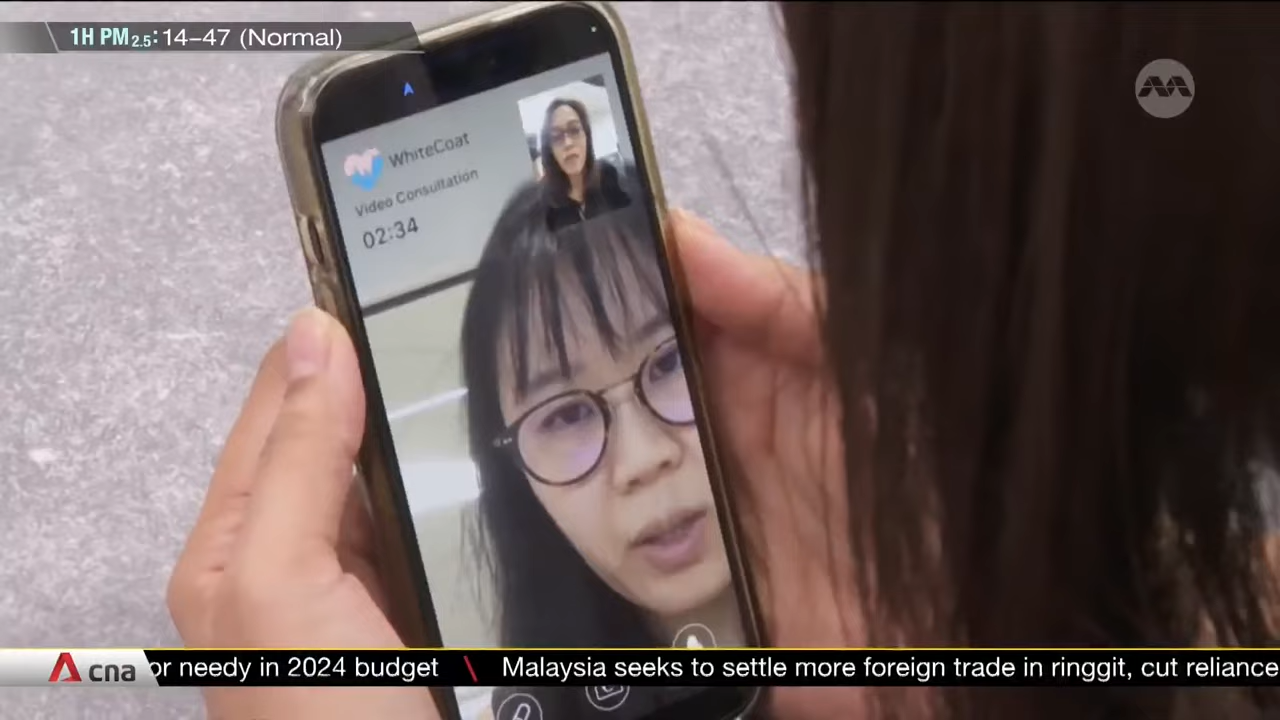 1H PM2.5: 14–47 (Normal)
WhiteCoat
Video Consultation
02:34
cna
or needy in 2024 budget \ Malaysia seeks to settle more foreign trade in ringgit, cut reliance